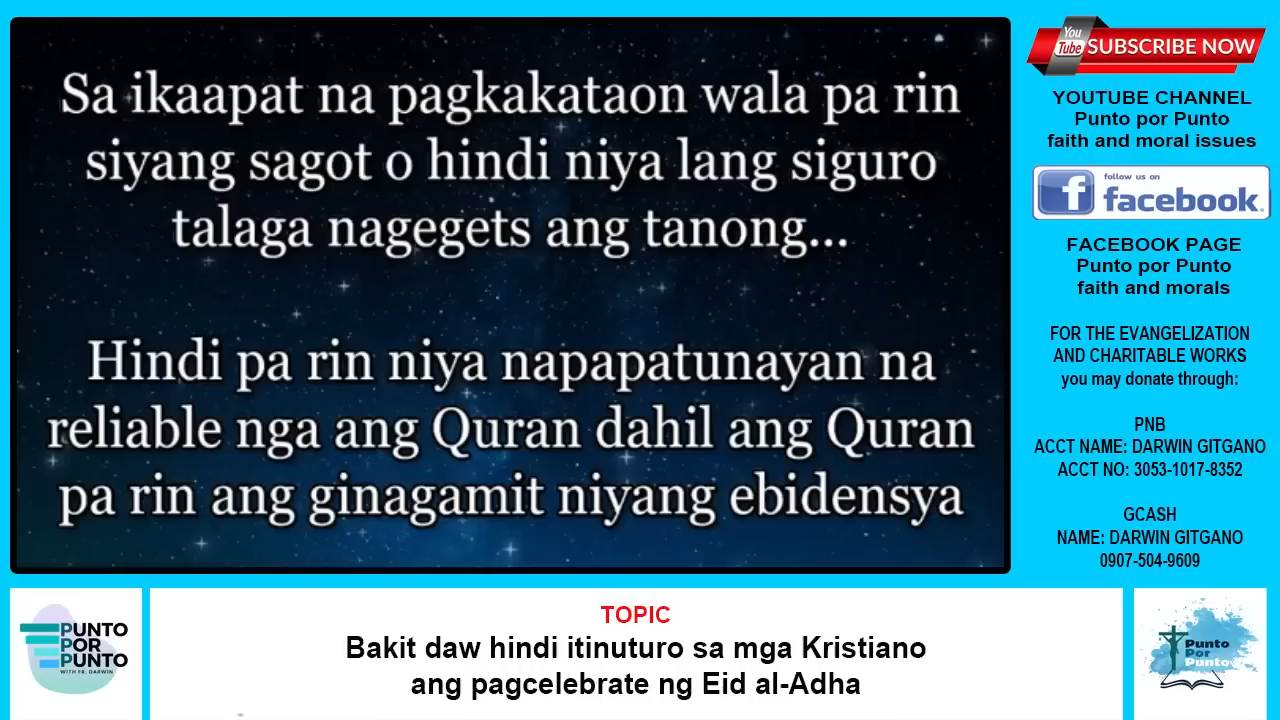 Sa ikaapat na pagkakataon wala pa rin
siyang sagot o hindi niya lang siguro
talaga nagegets ang tanong...
Hindi pa rin niya napapatunayan na
reliable nga ang Quran dahil ang Quran
pa rin ang ginagamit niyang ebidensya
You
Tube SUBSCRIBE NOW
YOUTUBE CHANNEL
Punto por Punto
faith and moral issues
follow us on
facebook.
FACEBOOK PAGE
Punto por Punto
faith and morals
FOR THE EVANGELIZATION
AND CHARITABLE WORKS
you may donate through:
PNB
ACCT NAME: DARWIN GITGANO
ACCT NO: 3053-1017-8352
GCASH
NAME: DARWIN GITGANO
0907-504-9609
PUNTO
POR
PUNTO
WITH FR. DARWIN
TOPIC
Bakit daw hindi itinuturo sa mga Kristiano
ang pagcelebrate ng Eid al-Adha
Punto
Por
Punto